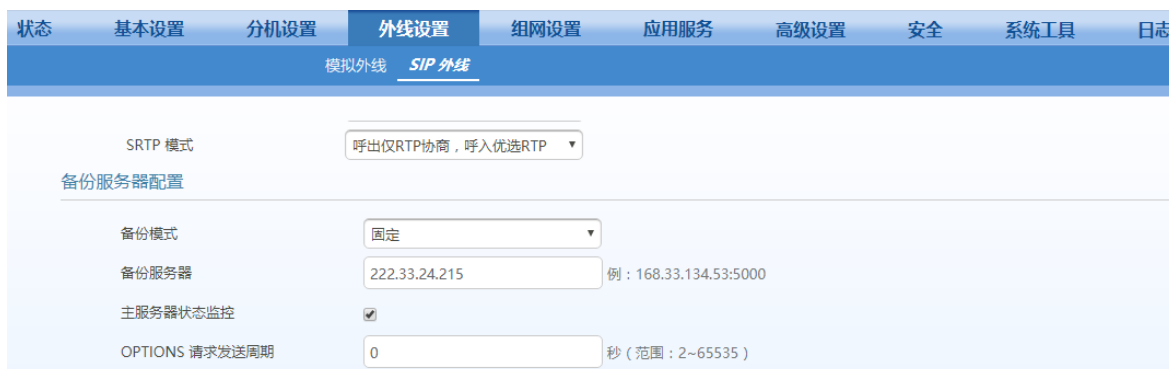 状态 基本设置 分机设置 外线设置 组网设置 应用服务 高级设置 安全 系统工具 日志
模拟外线 SIP 外线
SRTP 模式 呼出仅RTP协商，呼入优选RTP
备份服务器配置
备份模式 固定
备份服务器 222.33.24.215 例：168.33.134.53:5000
主服务器状态监控
OPTIONS 请求发送周期 0 秒（范围：2~65535）